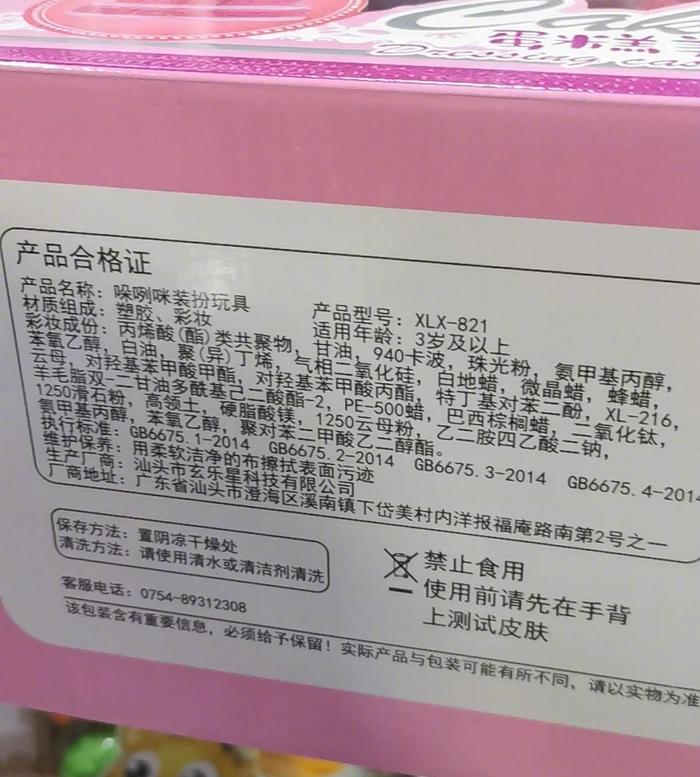 产品合格证
产品名称：哚咧咪装扮玩具
产品型号：XLX-821
材质组成：塑胶、彩妆
适用年龄：3岁及以上
彩妆成份：丙烯酸(酯)类共聚物，甘油，940卡波，珠光粉，氨甲基丙醇，
苯氧乙醇，白油，聚(异)丁烯，气相二氧化硅，白地蜡，微晶蜡，蜂蜡，
云母，对羟基苯甲酸甲酯，对羟基苯甲酸丙酯，特丁基对苯二酚，XL-216，
羊毛脂双-二甘油多酰基己二酸酯-2，PE-500蜡，巴西棕榈蜡，二氧化钛，
1250滑石粉，高领土，硬脂酸镁，1250云母粉，乙二胺四乙酸二钠，
氨甲基丙醇，苯氧乙醇，聚对苯二甲酸乙二醇酯。
执行标准：GB6675.1-2014 GB6675.2-2014 GB6675.3-2014 GB6675.4-2014
维护保养：用柔软洁净的布擦拭表面污迹
生产厂商：汕头市玄乐星科技有限公司
厂商地址：广东省汕头市澄海区溪南镇下岱美村内洋报福庵路南第2号之一
保存方法：置阴凉干燥处
清洗方法：请使用清水或清洁剂清洗
禁止食用
使用前请先在手背
上测试皮肤
客服电话：0754-89312308
该包装含有重要信息，必须给予保留！实际产品与包装可能有所不同，请以实物为准